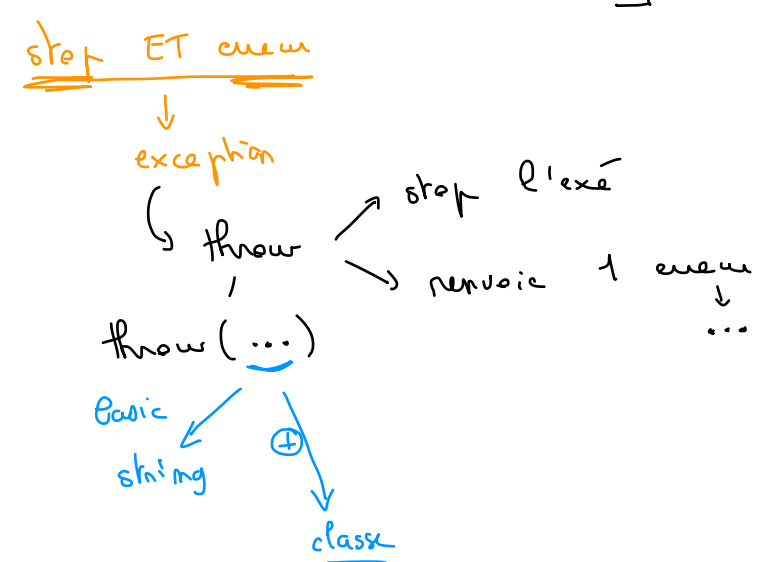 stop ET erreur
exception
throw
stop l'exé
renvoie 1 erreur
...
throw(...)
basic
string
+
classe